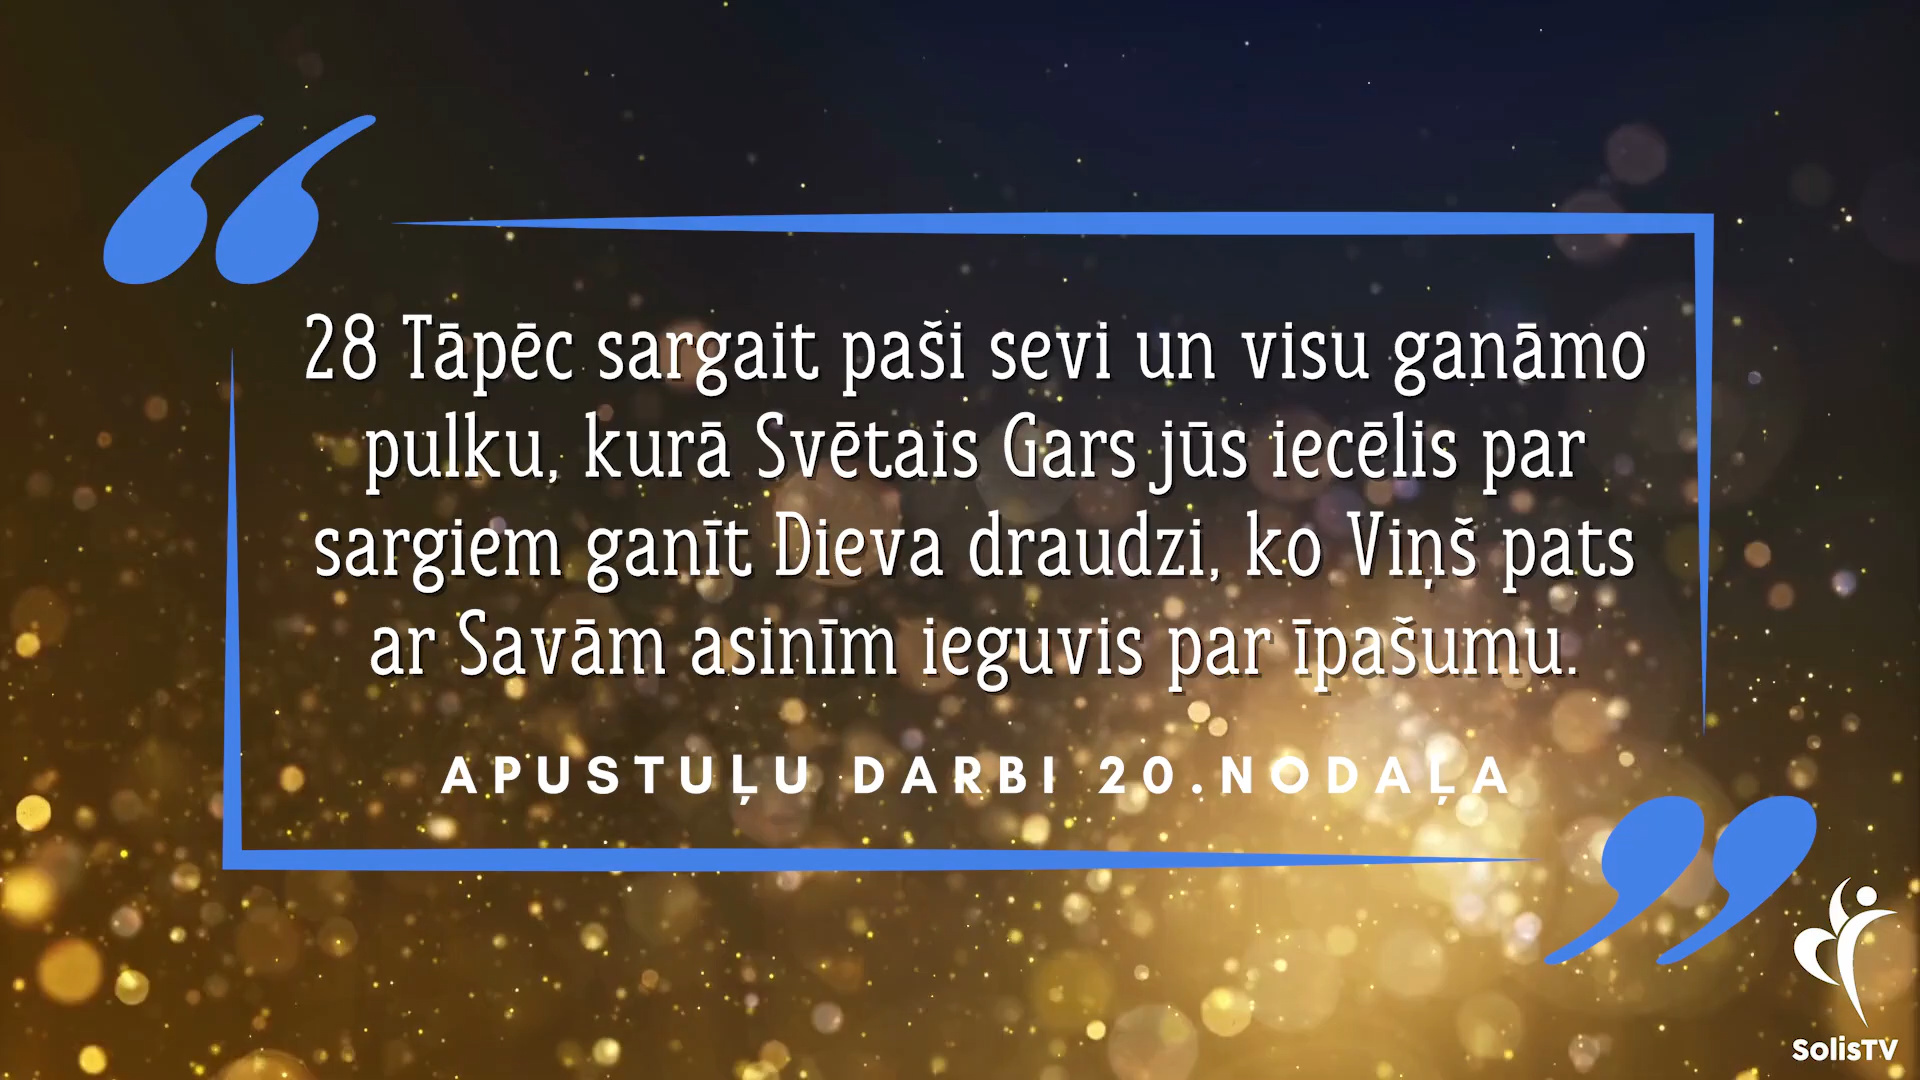 28 Tāpēc sargait paši sevi un visu ganāmo
pulku, kurā Svētais Gars jūs iecēlis par
sargiem ganīt Dieva draudzi, ko Viņš pats
ar Savām asinīm ieguvis par īpašumu.
APUSTUĻU DARBI 20.NODAĻA
SolisTV